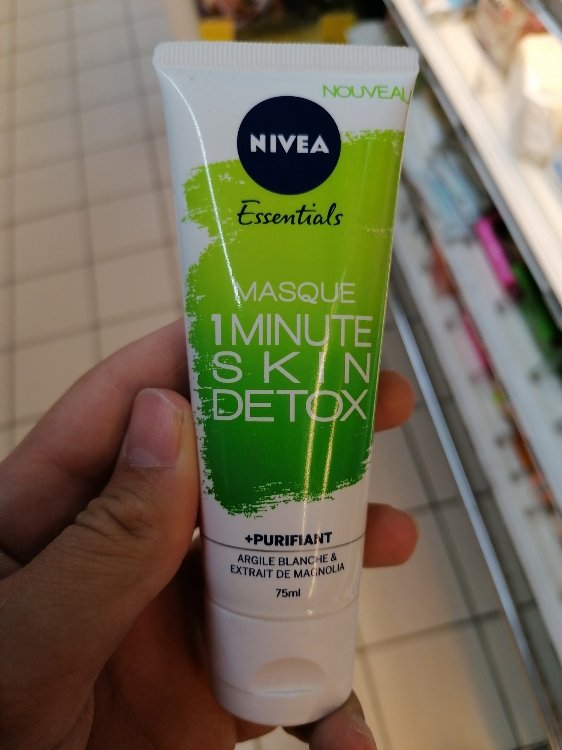 NOUVEAU
NIVEA
Essentials
MASQUE
1 MINUTE
SKIN
DETOX
+PURIFIANT
ARGILE BLANCHE &
EXTRAIT DE MAGNOLIA
75ml